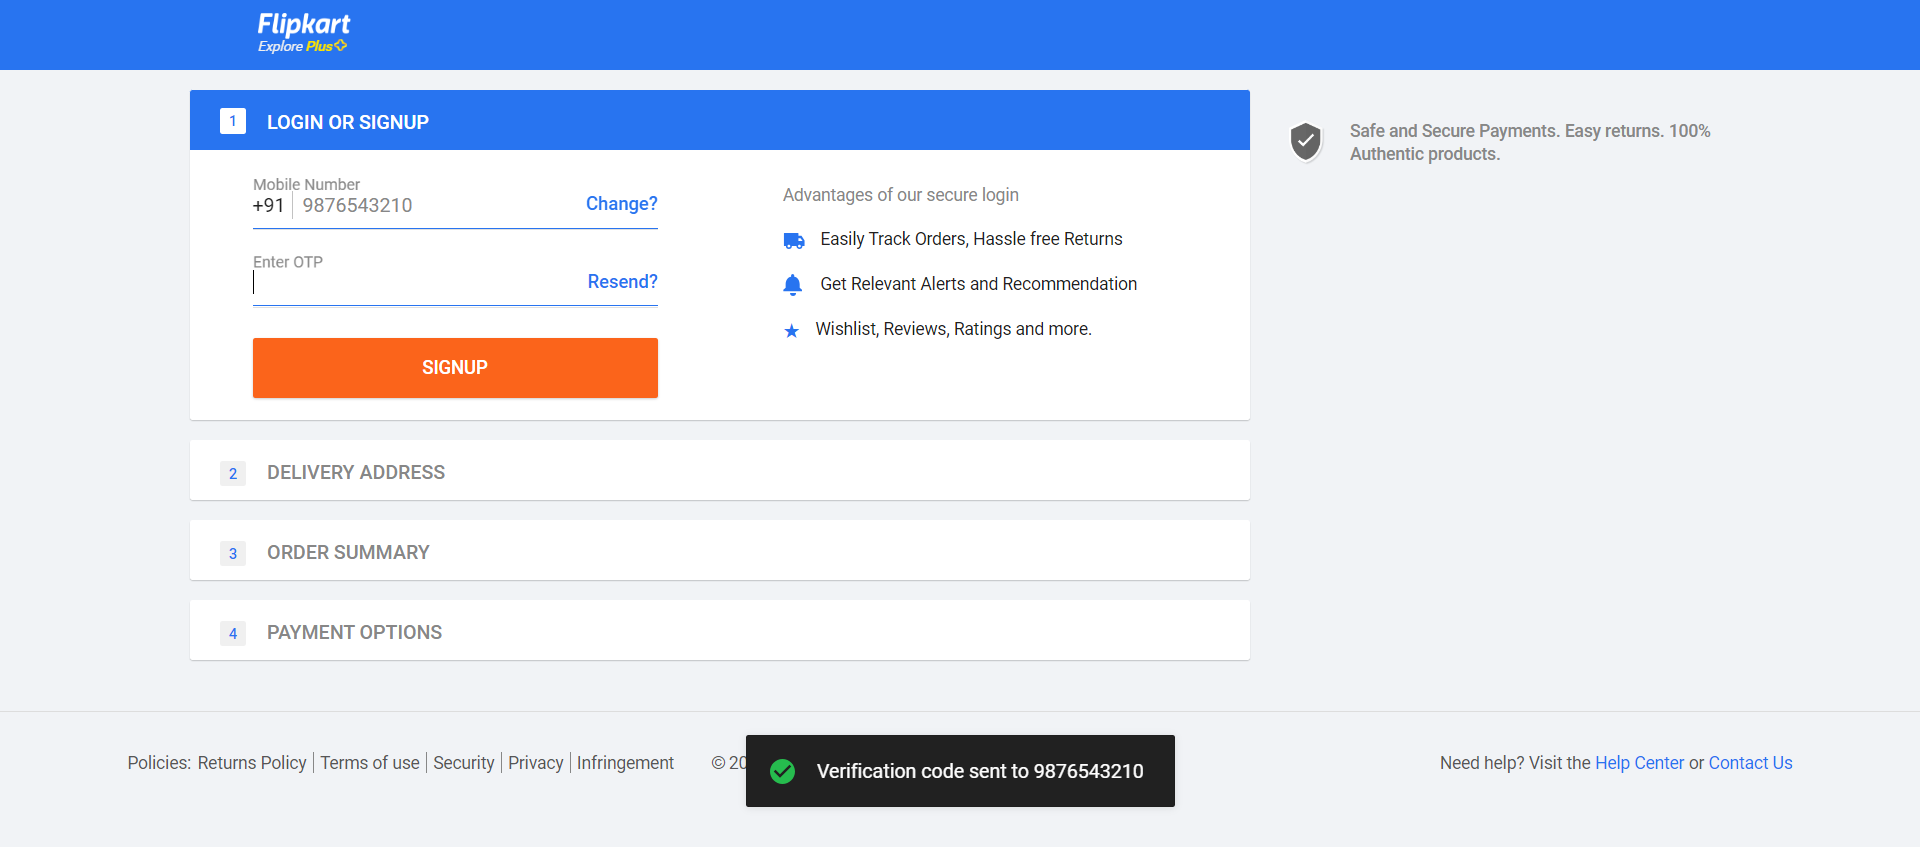 Flipkart
Explore Plus
1 LOGIN OR SIGNUP
Mobile Number
+91 9876543210 Change?
Enter OTP
Resend?
SIGNUP
Advantages of our secure login
Easily Track Orders, Hassle free Returns
Get Relevant Alerts and Recommendation
Wishlist, Reviews, Ratings and more.
Safe and Secure Payments. Easy returns. 100%
Authentic products.
2 DELIVERY ADDRESS
3 ORDER SUMMARY
4 PAYMENT OPTIONS
Policies: Returns Policy Terms of use Security Privacy Infringement © 20
Verification code sent to 9876543210
Need help? Visit the Help Center or Contact Us